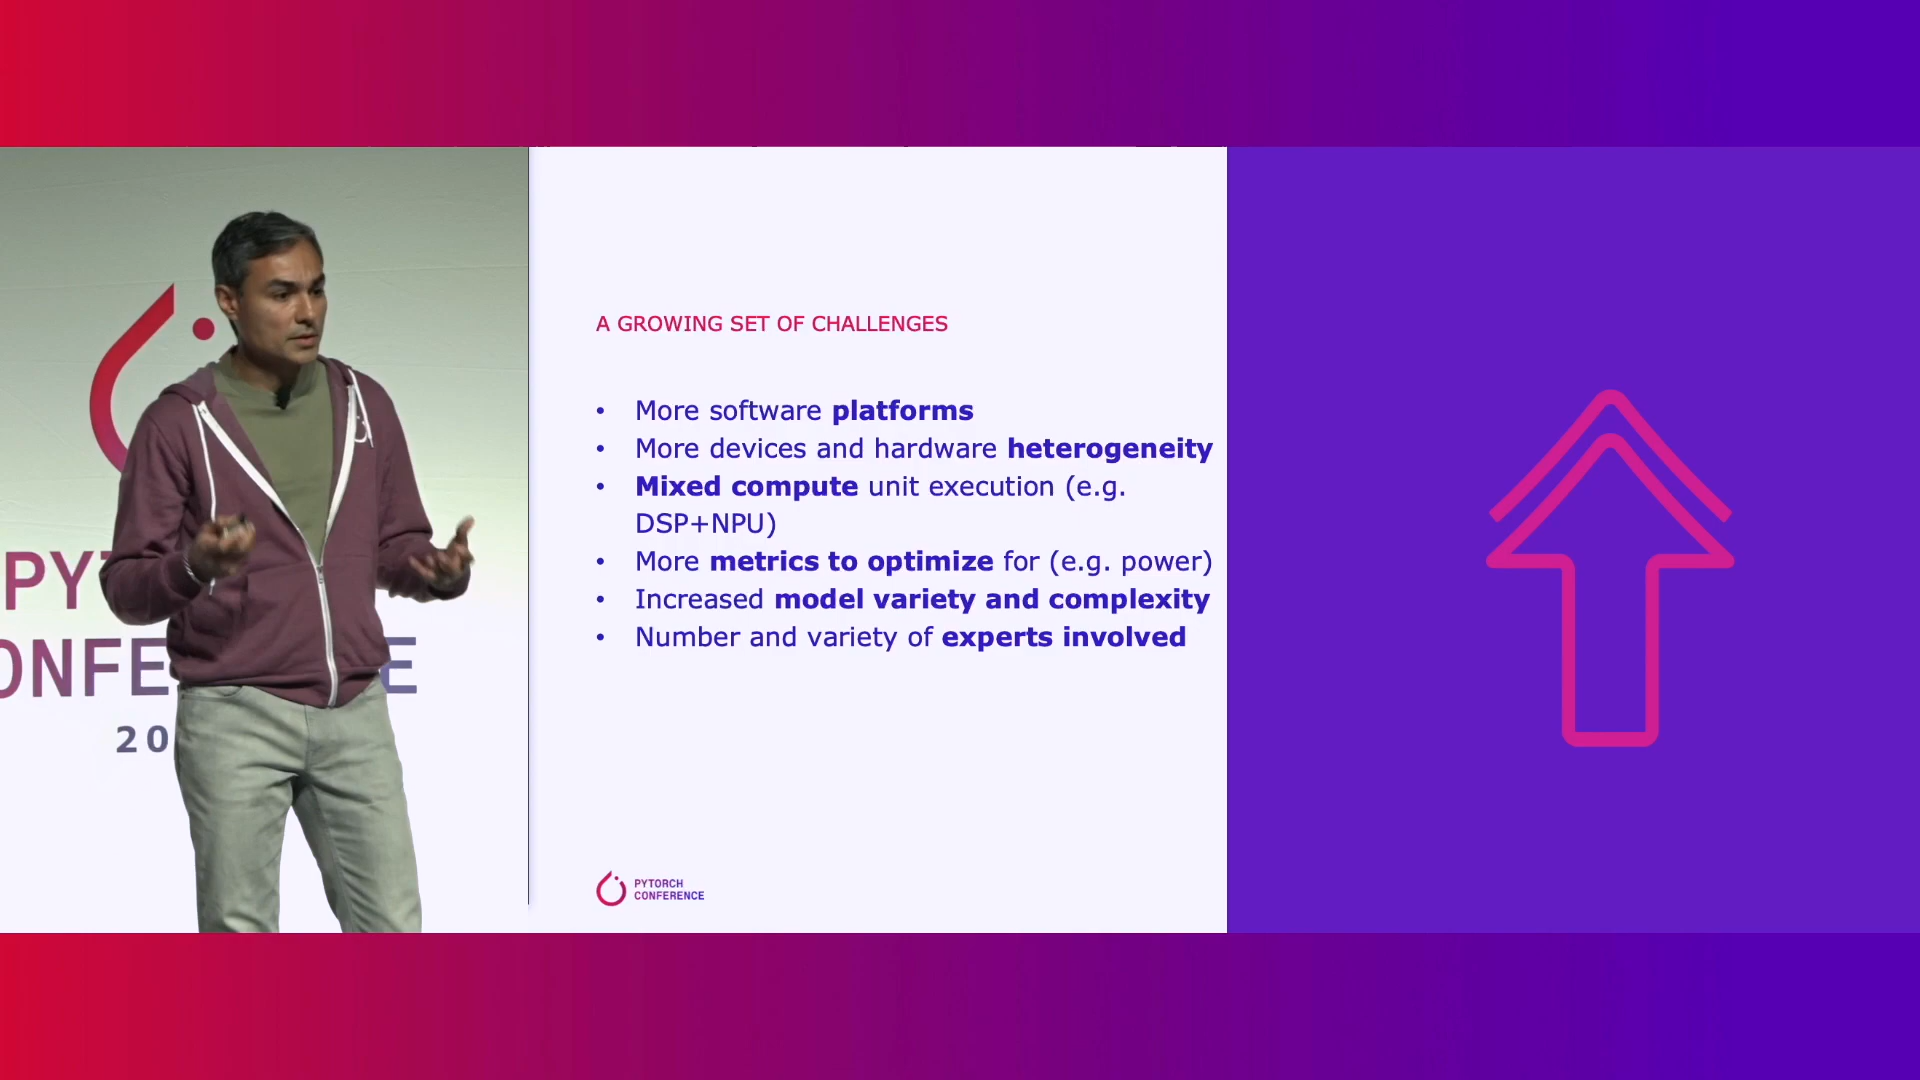 A GROWING SET OF CHALLENGES
• More software platforms
• More devices and hardware heterogeneity
• Mixed compute unit execution (e.g.
DSP+NPU)
• More metrics to optimize for (e.g. power)
• Increased model variety and complexity
• Number and variety of experts involved
PYTORCH
CONFERENCE